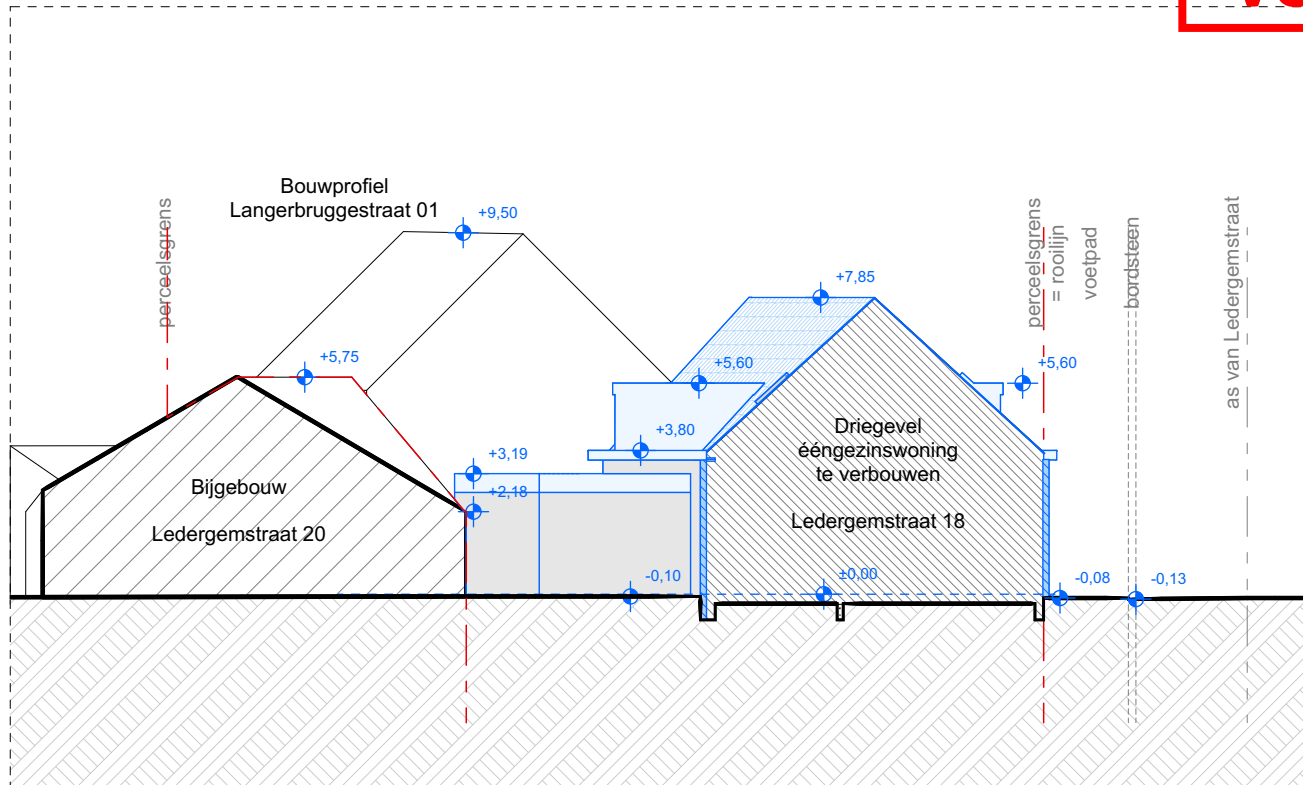 Bouwprofiel
Langerbruggestraat 01
+9,50
perceelsgrens
perceelsgrens
= rooilijn
voetpad
bordsteen
as van Ledergemstraat
+7,85
+5,75
+5,60
+5,60
+3,80
+3,19
+2,18
Driegevel
ééngezinswoning
te verbouwen
Ledergemstraat 18
Bijgebouw
Ledergemstraat 20
-0,10
±0,00
-0,08
-0,13